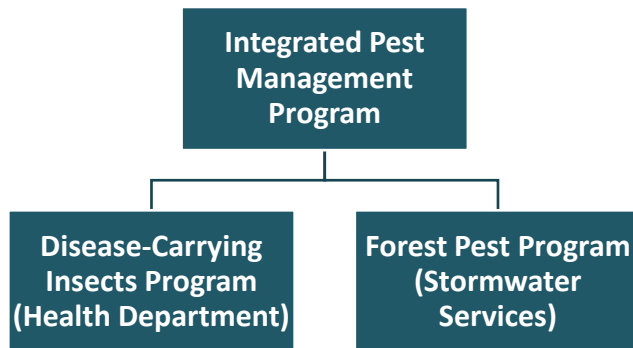 Integrated Pest
Management
Program
Disease-Carrying
Insects Program
(Health Department)
Forest Pest Program
(Stormwater
Services)